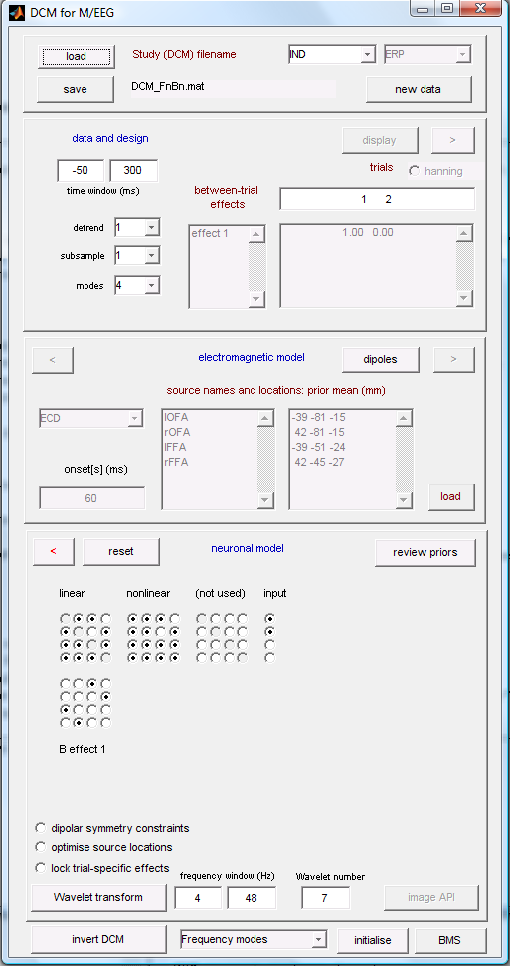 DCM for M/EEG
load Study (DCM) filename IND ERP
save DCM_FnBn.mat new data
data and design display >
-50 300 trials hanning
time window (ms) between-trial effects 1 2
detrend 1 effect 1 1.00 0.00
subsample 1
modes 4
< electromagnetic model dipoles >
source names and locations: prior mean (mm)
ECD lOFA -39 -81 -15
rOFA 42 -81 -15
lFFA -39 -51 -24
rFFA 42 -45 -27
onset[s] (ms)
60 load
< reset neuronal model review priors
linear nonlinear (not used) input
B effect 1
dipolar symmetry constraints
optimise source locations
lock trial-specific effects frequency window (Hz) Wavelet number
Wavelet transform 4 48 7 image API
invert DCM Frequency modes initialise BMS